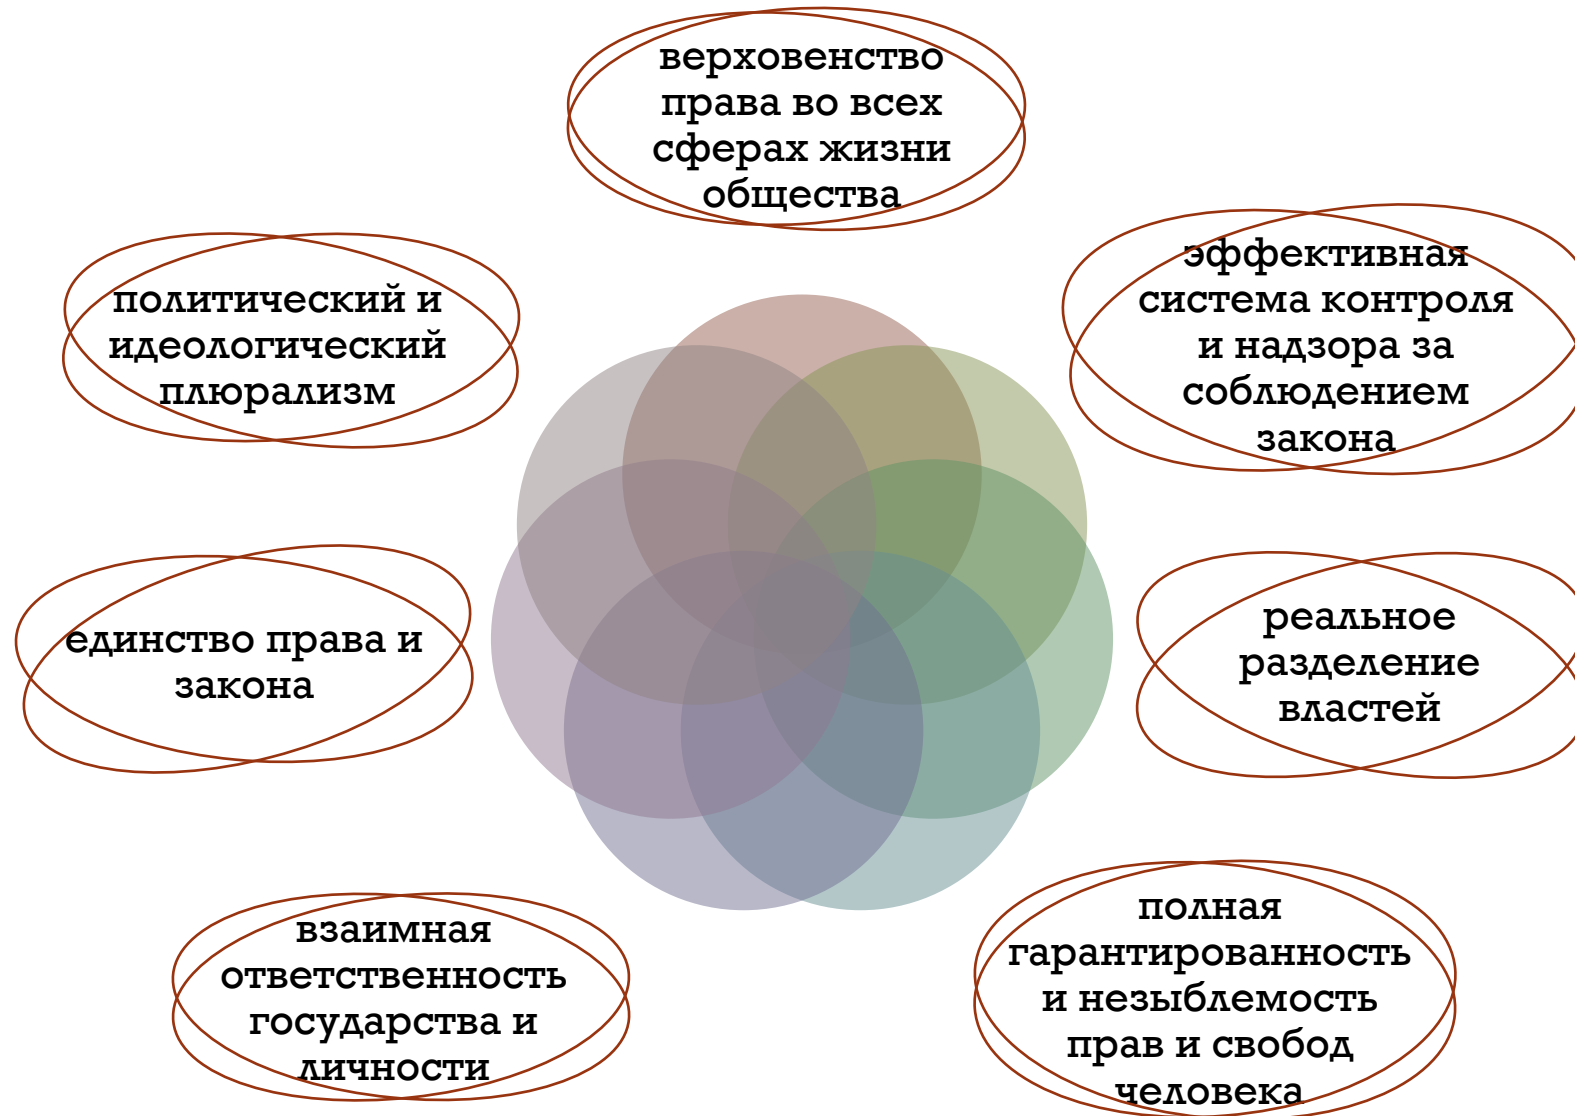 верховенство
права во всех
сферах жизни
общества
эффективная
система контроля
и надзора за
соблюдением
закона
реальное
разделение
властей
полная
гарантированность
и незыблемость
прав и свобод
человека
взаимная
ответственность
государства и
личности
единство права и
закона
политический и
идеологический
плюрализм